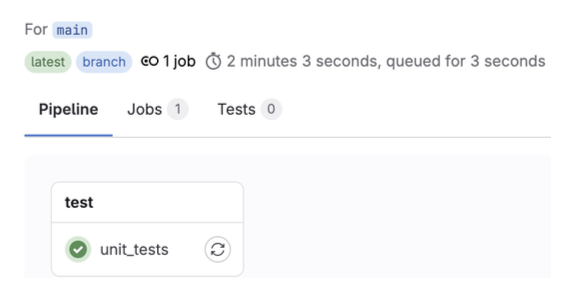 For main
latest branch 1 job 2 minutes 3 seconds, queued for 3 seconds
Pipeline Jobs 1 Tests 0
test
unit_tests